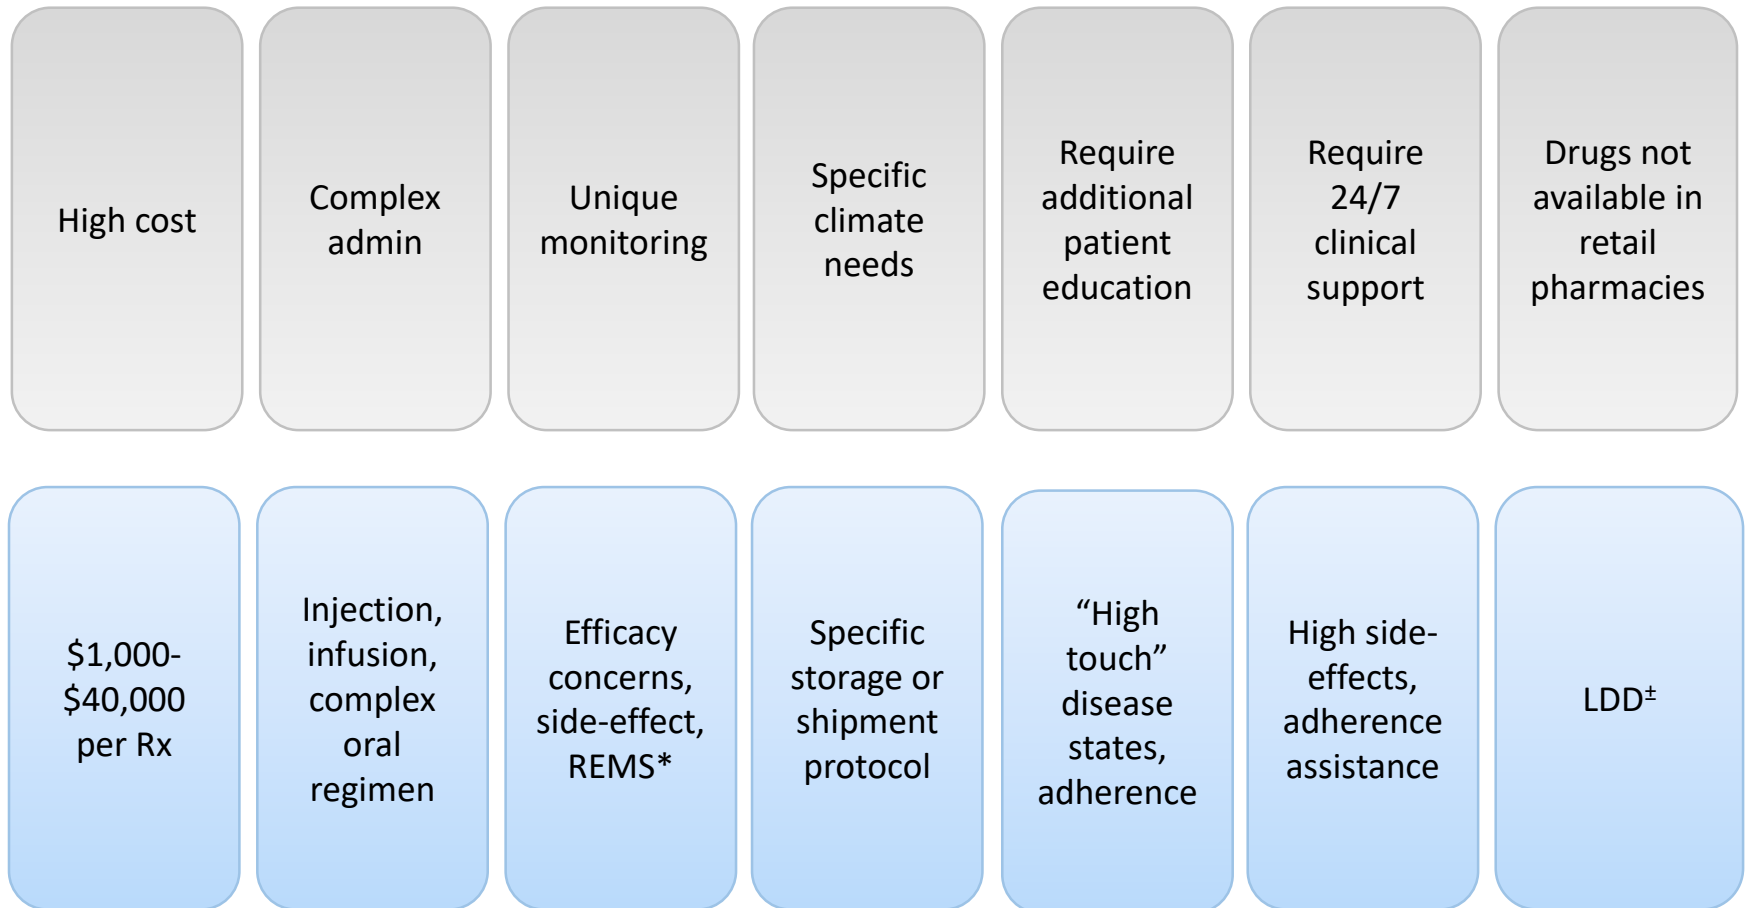 High cost
Complex
admin
Unique
monitoring
Specific
climate
needs
Require
additional
patient
education
Require
24/7
clinical
support
Drugs not
available in
retail
pharmacies
$1,000-
$40,000
per Rx
Injection,
infusion,
complex
oral
regimen
Efficacy
concerns,
side-effect,
REMS*
Specific
storage or
shipment
protocol
“High
touch”
disease
states,
adherence
High side-
effects,
adherence
assistance
LDD±